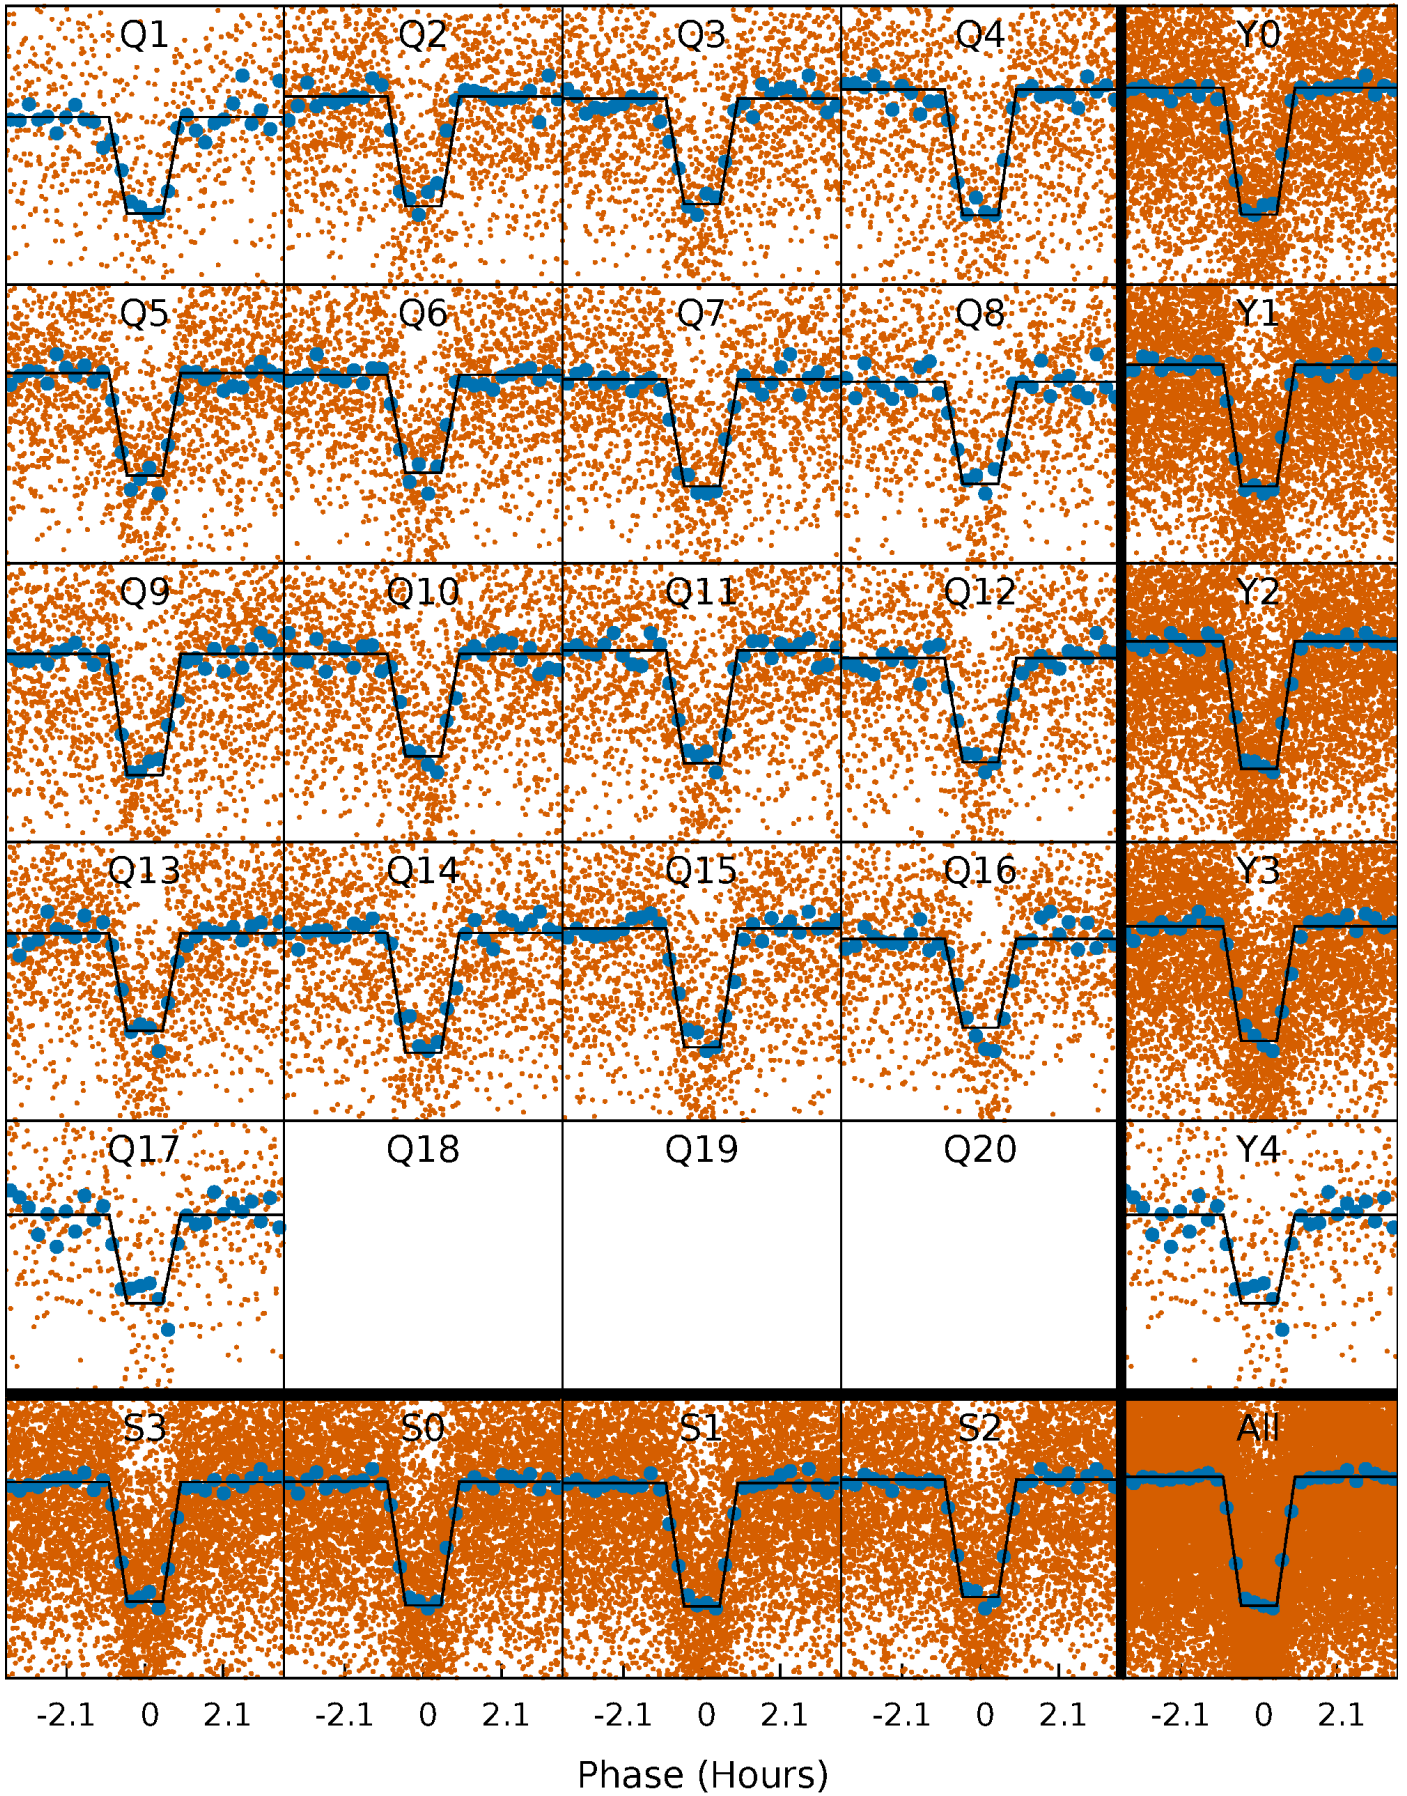 Q1 Q2 Q3 Q4 Y0
Q5 Q6 Q7 Q8 Y1
Q9 Q10 Q11 Q12 Y2
Q13 Q14 Q15 Q16 Y3
Q17 Q18 Q19 Q20 Y4
S3 S0 S1 S2 All
-2.1 0 2.1 -2.1 0 2.1 -2.1 0 2.1 -2.1 0 2.1 -2.1 0 2.1
Phase (Hours)